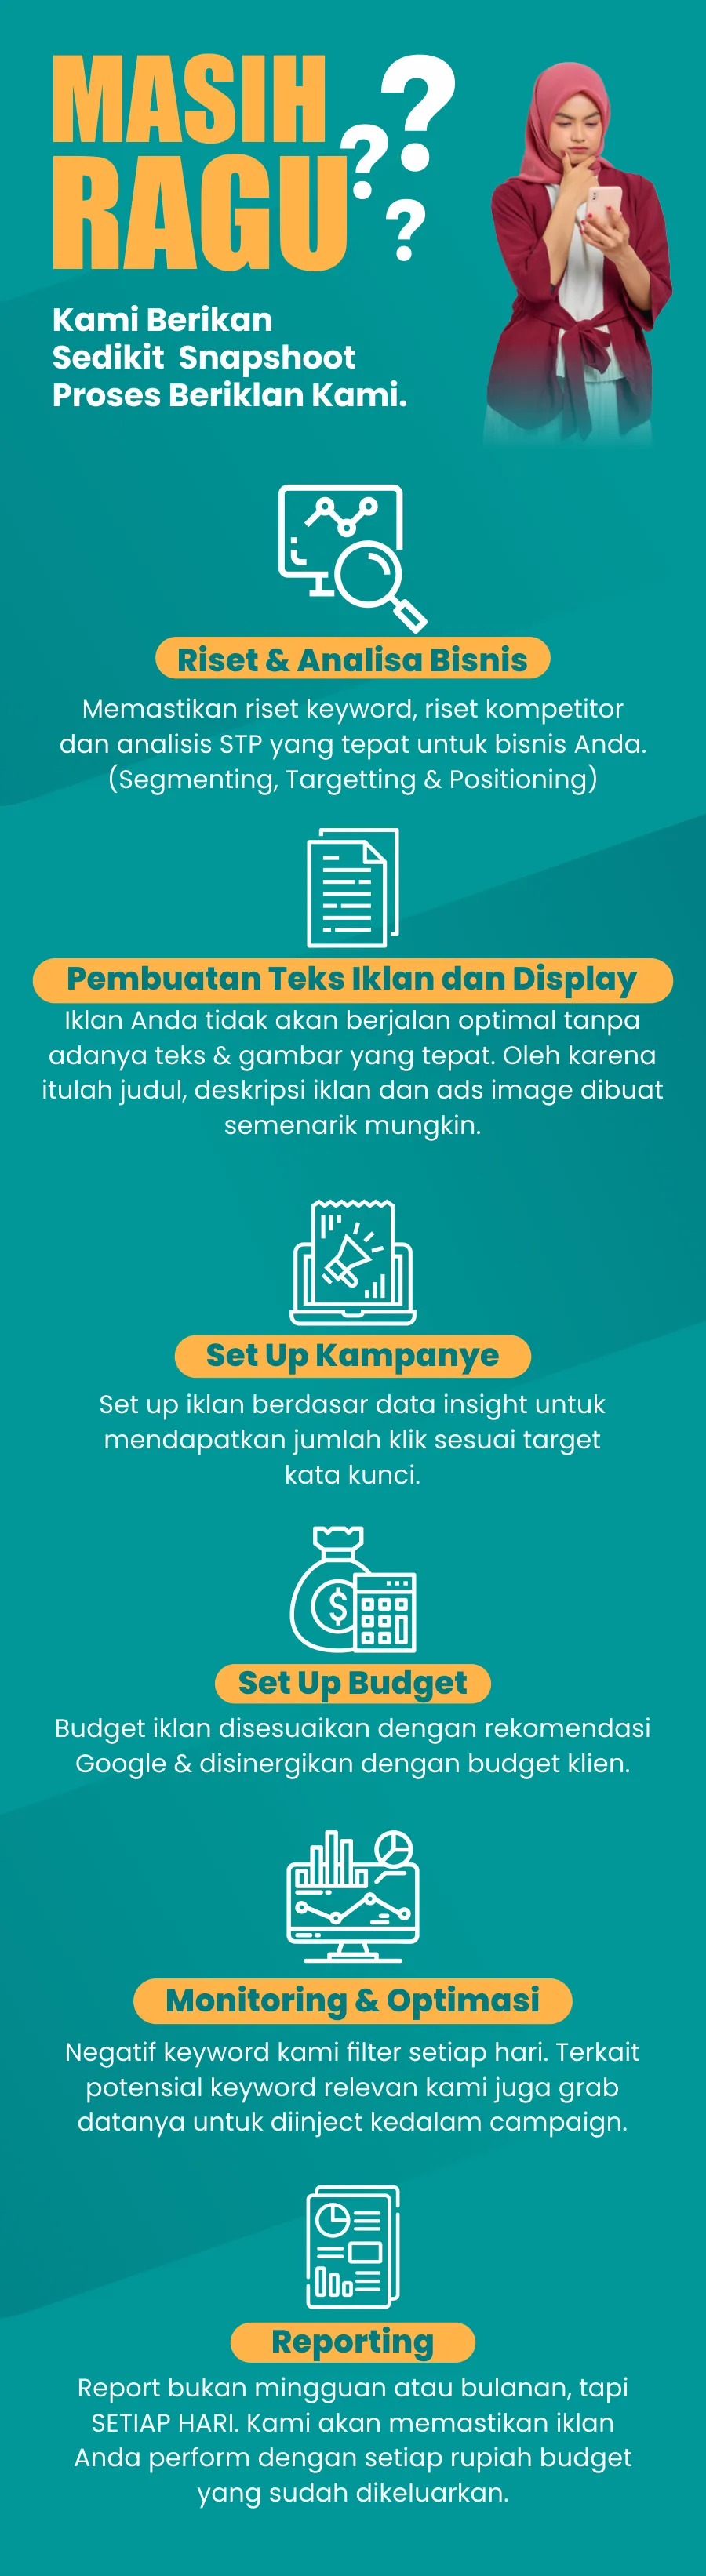 MASIH
RAGU
???
Kami Berikan
Sedikit Snapshoot
Proses Beriklan Kami.
Riset & Analisa Bisnis
Memastikan riset keyword, riset kompetitor
dan analisis STP yang tepat untuk bisnis Anda.
(Segmenting, Targetting & Positioning)
Pembuatan Teks Iklan dan Display
Iklan Anda tidak akan berjalan optimal tanpa
adanya teks & gambar yang tepat. Oleh karena
itulah judul, deskripsi iklan dan ads image dibuat
semenarik mungkin.
Set Up Kampanye
Set up iklan berdasar data insight untuk
mendapatkan jumlah klik sesuai target
kata kunci.
$
Set Up Budget
Budget iklan disesuaikan dengan rekomendasi
Google & disinergikan dengan budget klien.
Monitoring & Optimasi
Negatif keyword kami filter setiap hari. Terkait
potensial keyword relevan kami juga grab
datanya untuk diinject kedalam campaign.
Reporting
Report bukan mingguan atau bulanan, tapi
SETIAP HARI. Kami akan memastikan iklan
Anda perform dengan setiap rupiah budget
yang sudah dikeluarkan.